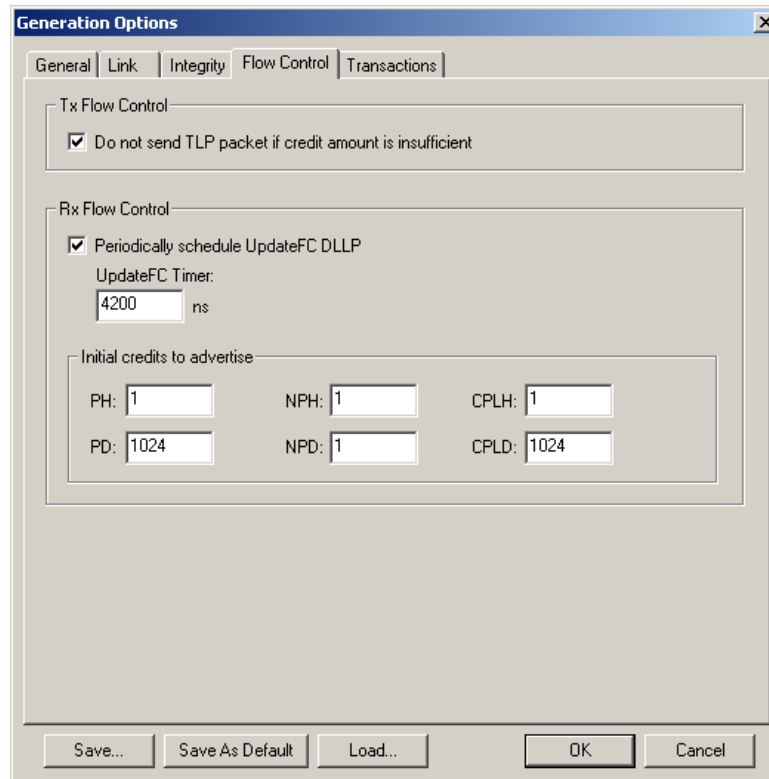 Generation Options
General Link Integrity Flow Control Transactions
Tx Flow Control
Do not send TLP packet if credit amount is insufficient
Rx Flow Control
Periodically schedule UpdateFC DLLP
UpdateFC Timer:
4200 ns
Initial credits to advertise
PH: 1 NPH: 1 CPLH: 1
PD: 1024 NPD: 1 CPLD: 1024
Save... Save As Default Load... OK Cancel